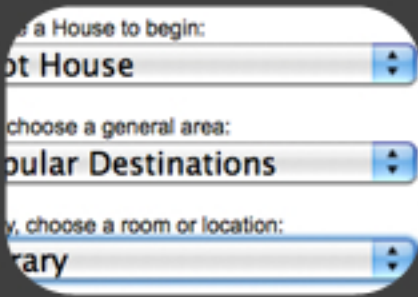 e a House to begin:
ot House
choose a general area:
pular Destinations
y, choose a room or location:
rary